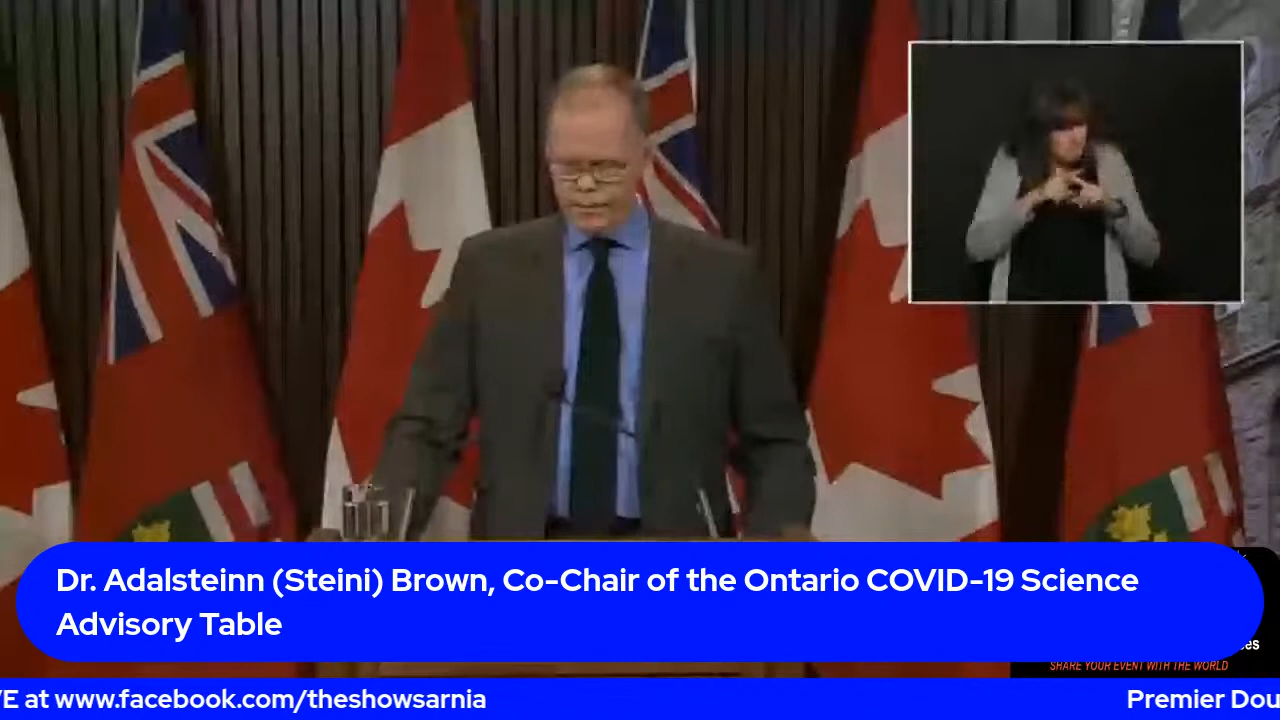 Dr. Adalsteinn (Steini) Brown, Co-Chair of the Ontario COVID-19 Science
Advisory Table
SHARE YOUR EVENT WITH THE WORLD
at www.facebook.com/theshowsarnia
Premier